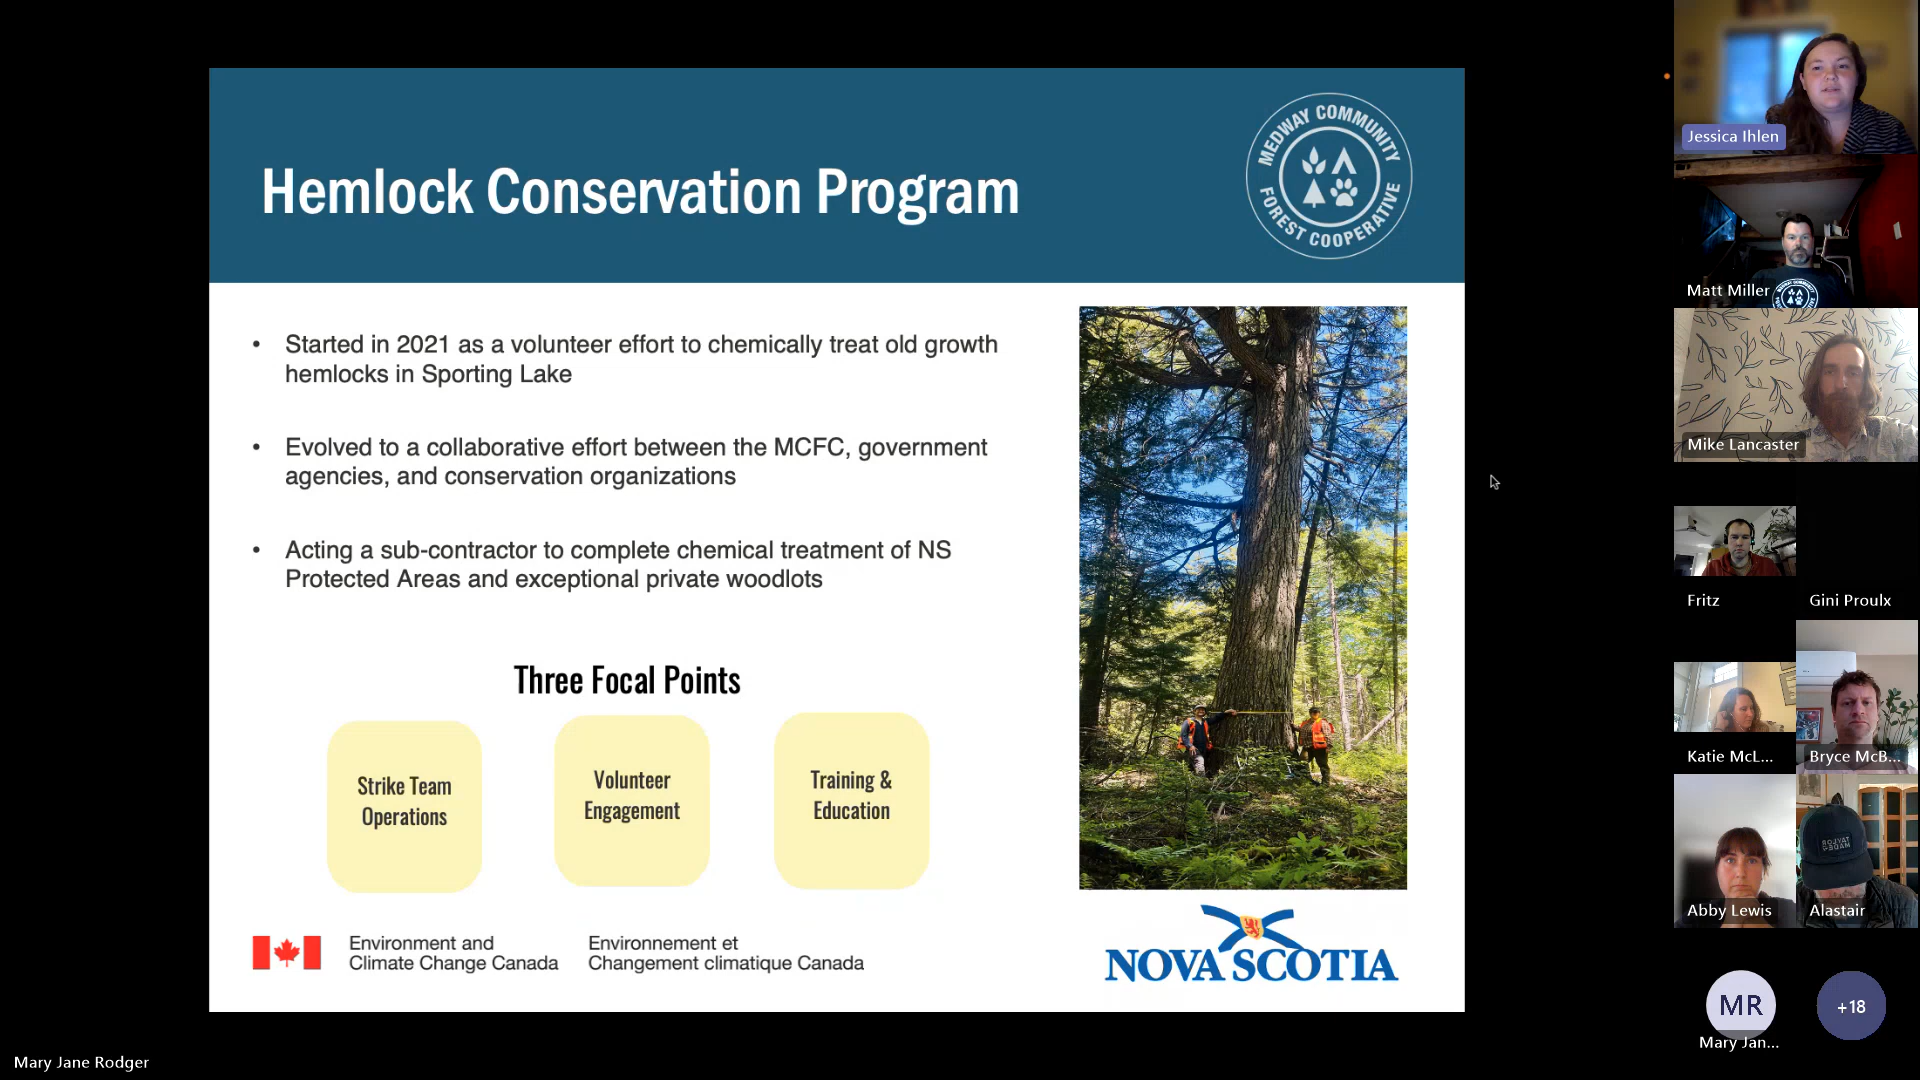 Hemlock Conservation Program
MEDWAY COMMUNITY
FOREST COOPERATIVE
• Started in 2021 as a volunteer effort to chemically treat old growth
hemlocks in Sporting Lake
• Evolved to a collaborative effort between the MCFC, government
agencies, and conservation organizations
• Acting a sub-contractor to complete chemical treatment of NS
Protected Areas and exceptional private woodlots
Three Focal Points
Strike Team
Operations
Volunteer
Engagement
Training &
Education
Environment and
Climate Change Canada
Environnement et
Changement climatique Canada
NOVA SCOTIA
Mary Jane Rodger
Jessica Ihlen
Matt Miller
Mike Lancaster
Fritz
Gini Proulx
Katie McL...
Bryce McB...
Abby Lewis
Alastair
MR
Mary Jan...
+18